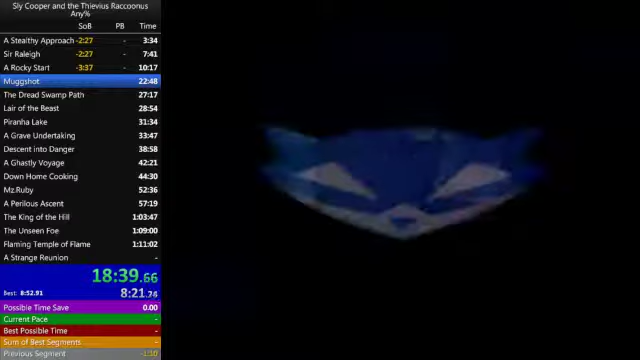 Sly Cooper and the Thievius Raccoonus
Any%
SoB PB Time
A Stealthy Approach -2:27 - 3:34
Sir Raleigh -2:27 - 7:41
A Rocky Start -3:37 - 10:17
Muggshot 22:48
The Dread Swamp Path 27:17
Lair of the Beast 28:54
Piranha Lake 31:34
A Grave Undertaking 33:47
Descent into Danger 38:58
A Ghastly Voyage 42:21
Down Home Cooking 44:30
Mz.Ruby 52:36
A Perilous Ascent 57:19
The King of the Hill 1:03:47
The Unseen Foe 1:09:00
Flaming Temple of Flame 1:11:02
A Strange Reunion -
18:39.66
Best: 8:52.91 8:21.24
Possible Time Save 0.00
Current Pace -
Best Possible Time -
Sum of Best Segments -
Previous Segment -1:10